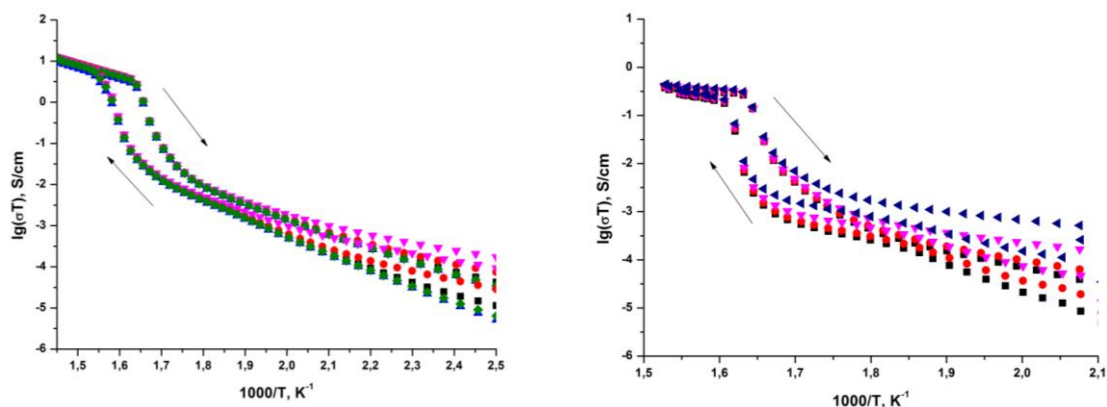 2
1
0
-1
-2
-3
-4
-5
-6
lg(σT), S/cm
1,5 1,6 1,7 1,8 1,9 2,0 2,1 2,2 2,3 2,4 2,5
1000/T, K⁻¹
1
0
-1
-2
-3
-4
-5
-6
lg(σT), S/cm
1,5 1,6 1,7 1,8 1,9 2,0 2,1
1000/T, K⁻¹